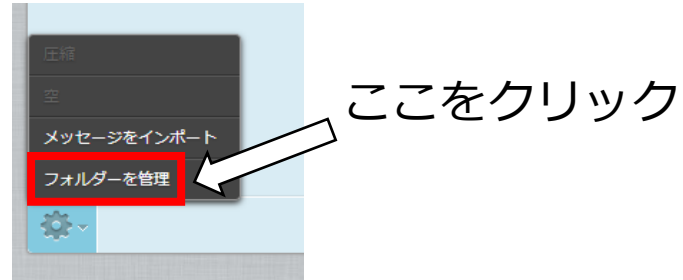 圧縮
空
メッセージをインポート
フォルダーを管理
ここをクリック